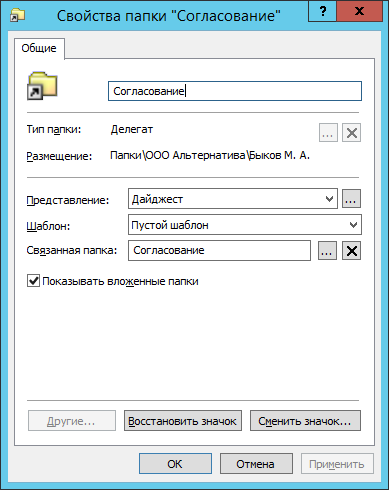 Свойства папки "Согласование"
? x
Общие
Согласование
Тип папки: Делегат ...
Размещение: Папки\ООО Альтернатива\Быков М. А.
Представление: Дайджест ...
Шаблон: Пустой шаблон
Связанная папка: Согласование ...
Показывать вложенные папки
Другие... Восстановить значок Сменить значок...
ОК Отмена Применить